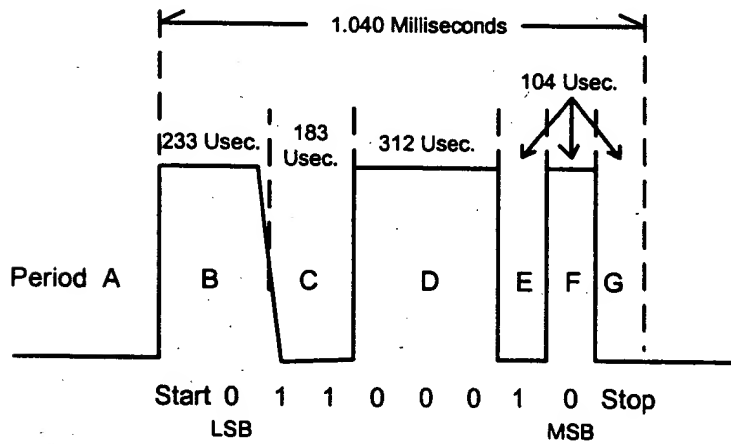 1.040 Milliseconds
104 Usec.
233 Usec.
183
Usec.
312 Usec.
Period A
B
C
D
E
F
G
Start 0 1 1 0 0 0 1 0 Stop
LSB
MSB